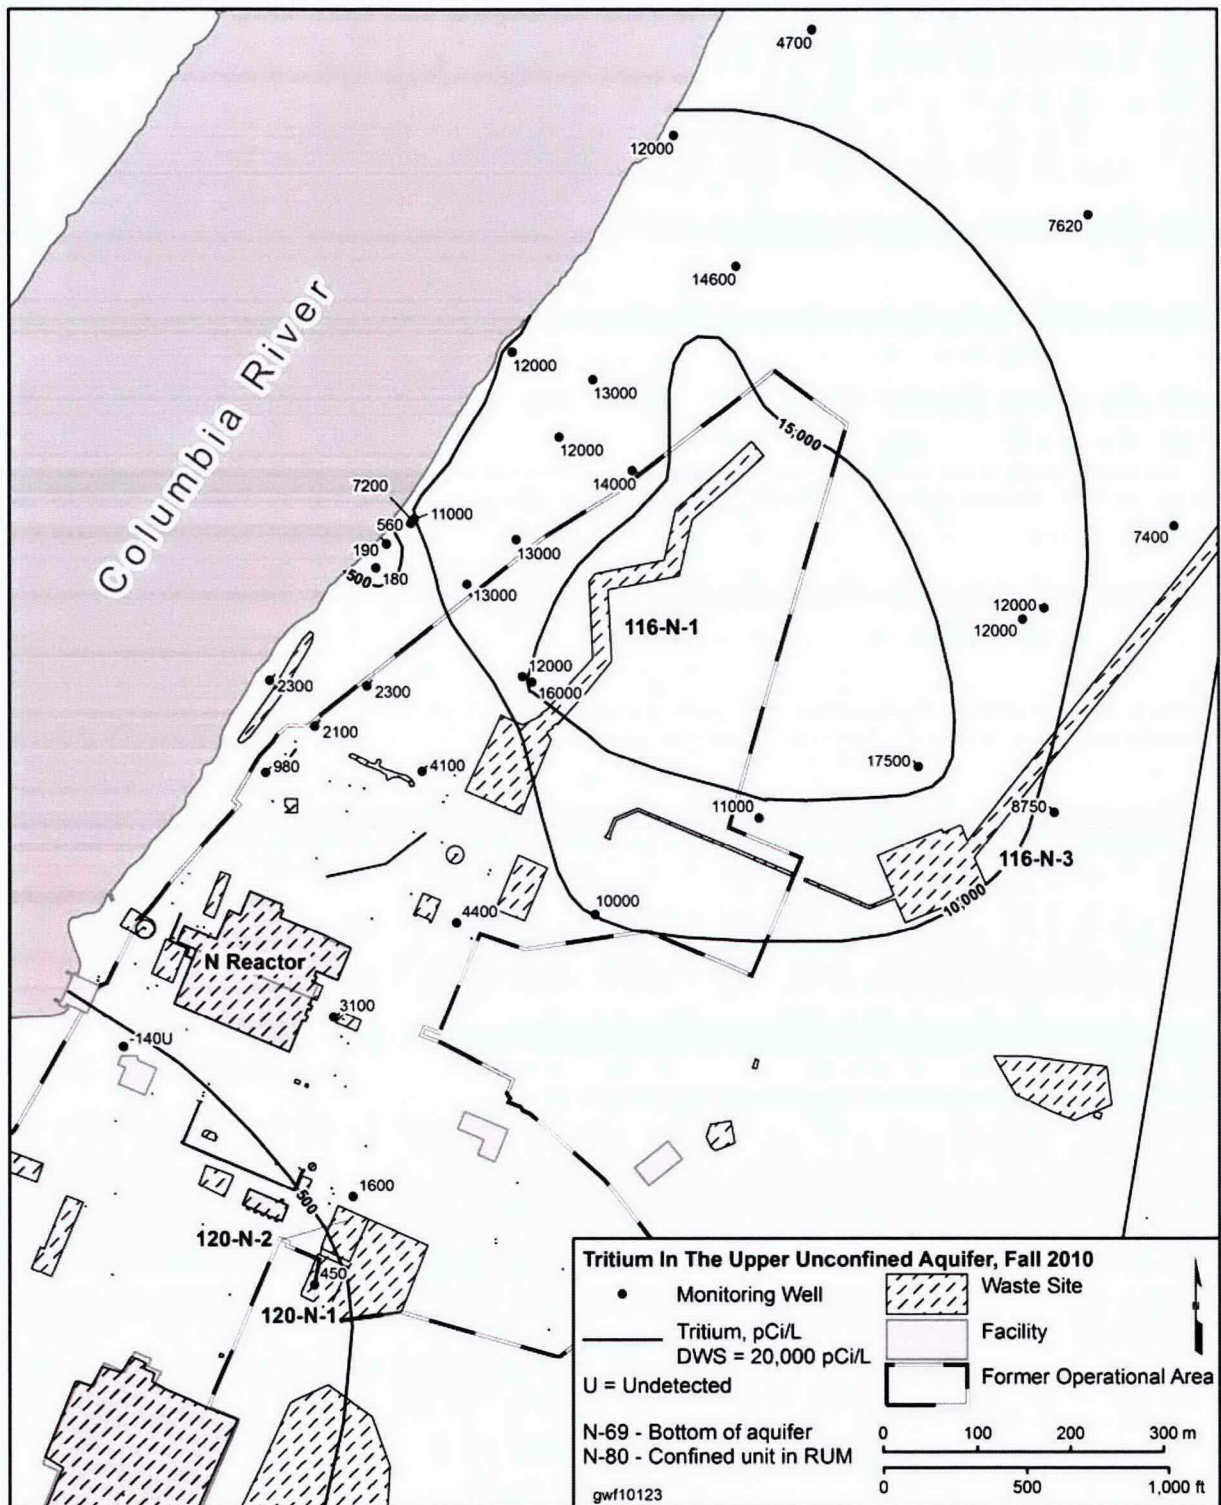 4700
12000
7620
14600
Columbia River
12000
13000
15,000
12000
14000
7200
11000
560
190
13000
7400
500
180
13000
12000
12000
116-N-1
12000
16000
2300
2300
2100
980
4100
17500
11000
8750
116-N-3
10,000
10000
4400
N Reactor
3100
-140U
1600
500
120-N-2
450
120-N-1
Tritium In The Upper Unconfined Aquifer, Fall 2010
Monitoring Well
Waste Site
Tritium, pCi/L
DWS = 20,000 pCi/L
Facility
U = Undetected
Former Operational Area
N-69 - Bottom of aquifer
N-80 - Confined unit in RUM
0 100 200 300 m
0 500 1,000 ft
gwf10123